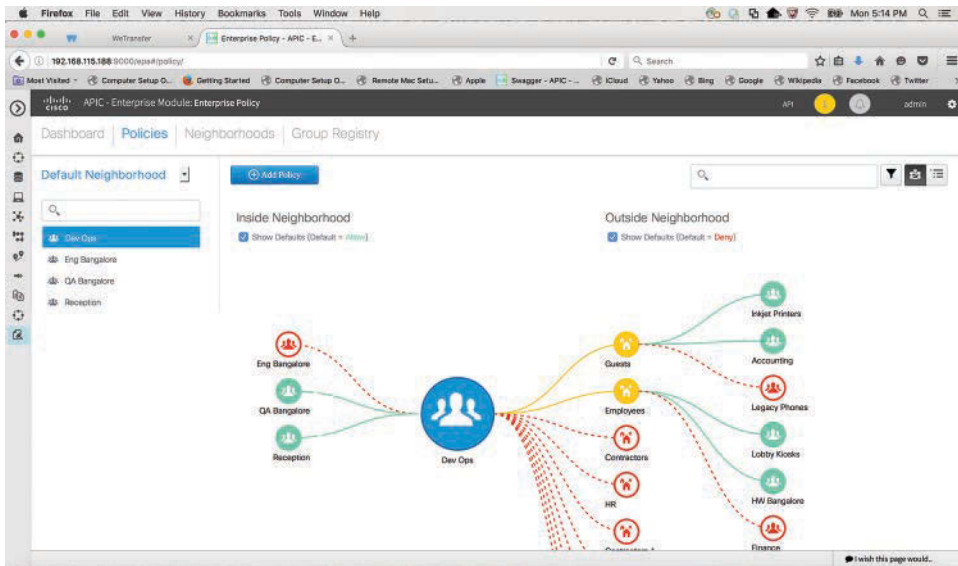 Firefox File Edit View History Bookmarks Tools Window Help Mon 5:14 PM
WeTransfer × Enterprise Policy - APIC - E... × +
192.168.115.188:9000/eps#/policy/ Search
Most Visited Computer Setup O... Getting Started Computer Setup O... Remote Mac Setu... Apple Swagger - APIC - ... iCloud Yahoo Bing Google Wikipedia Facebook Twitter
cisco APIC - Enterprise Module: Enterprise Policy API admin
Dashboard Policies Neighborhoods Group Registry
Default Neighborhood Add Policy
Inside Neighborhood Outside Neighborhood
Dev Ops Show Defaults (Default = Allow) Show Defaults (Default = Deny)
Eng Bangalore
QA Bangalore
Reception
Inkjet Printers
Eng Bangalore Guests Accounting
QA Bangalore Employees Legacy Phones
Reception Dev Ops Contractors Lobby Kiosks
HR HW Bangalore
Finance
I wish this page would...